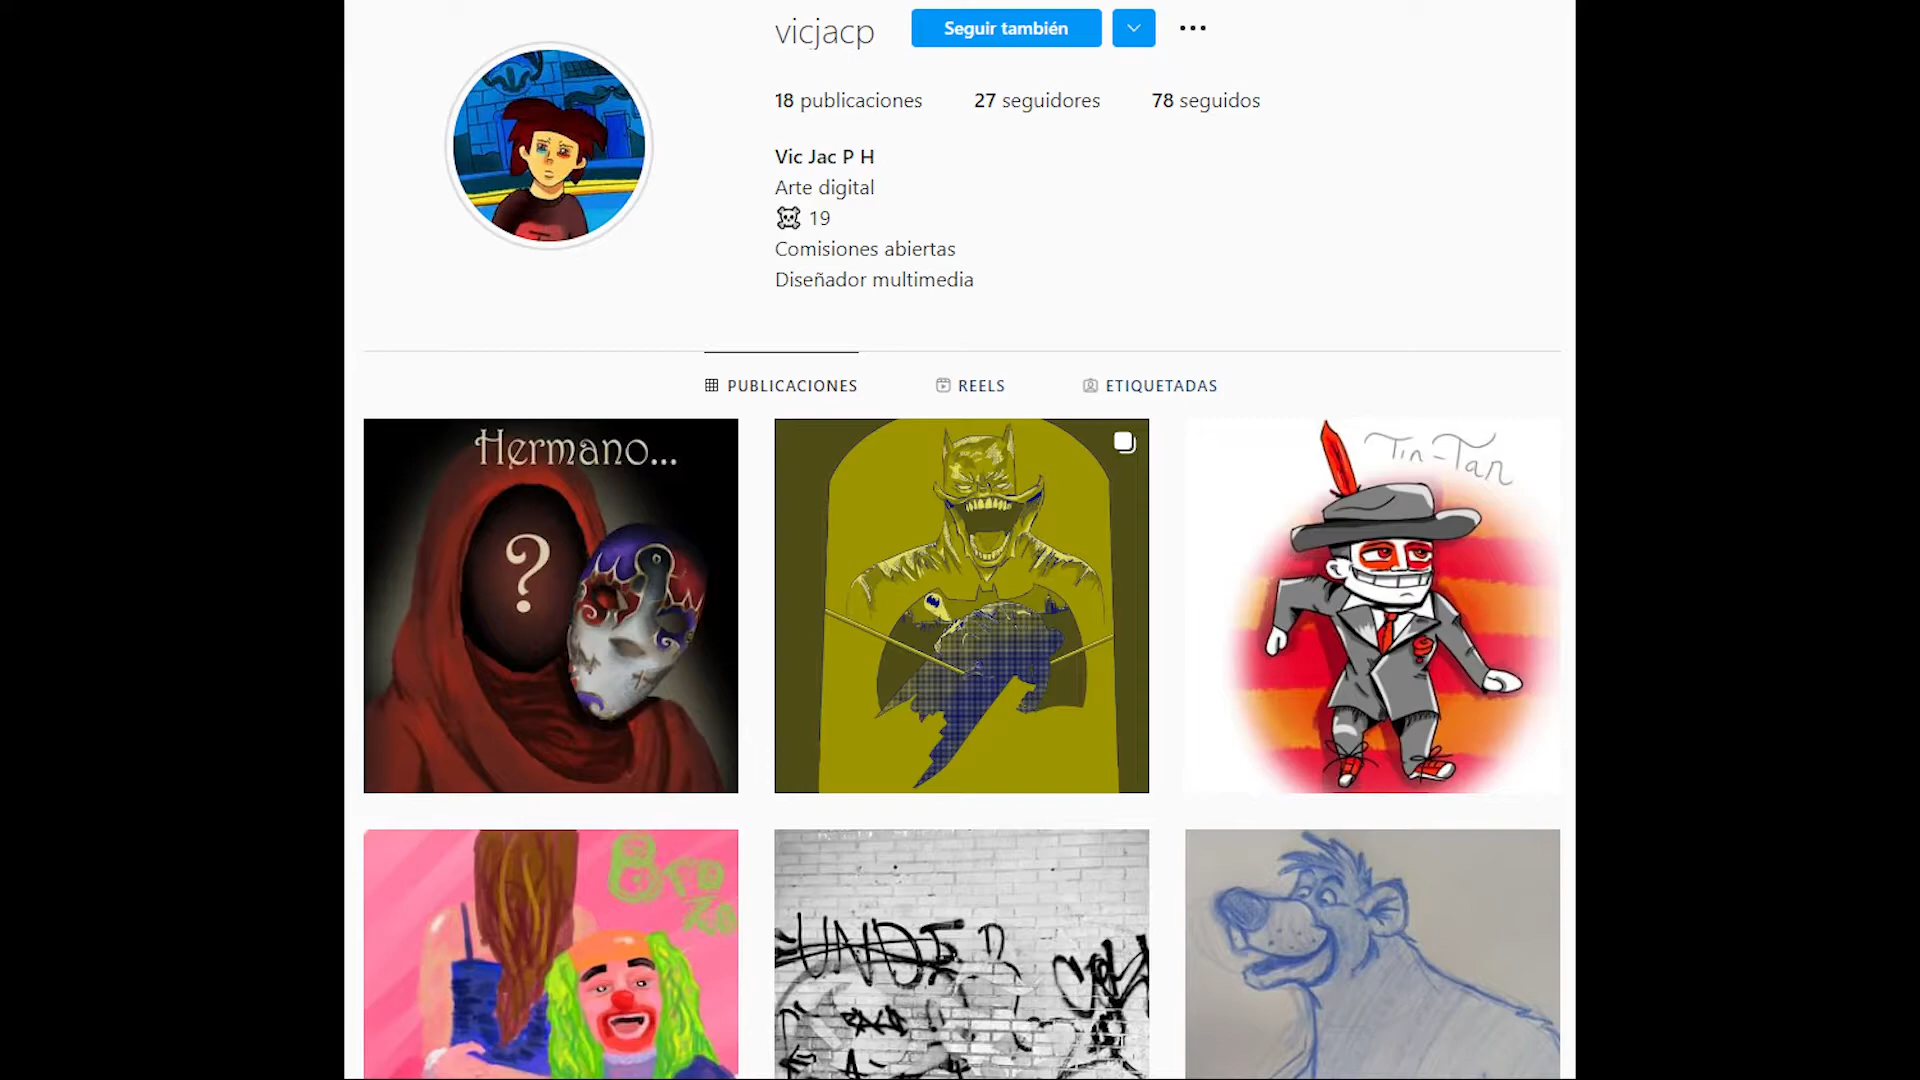 vicjacp
Seguir también
18 publicaciones
27 seguidores
78 seguidos
Vic Jac P H
Arte digital
☠ 19
Comisiones abiertas
Diseñador multimedia
PUBLICACIONES
REELS
ETIQUETADAS
Hermano...
?
Tin-Tan
Brozo